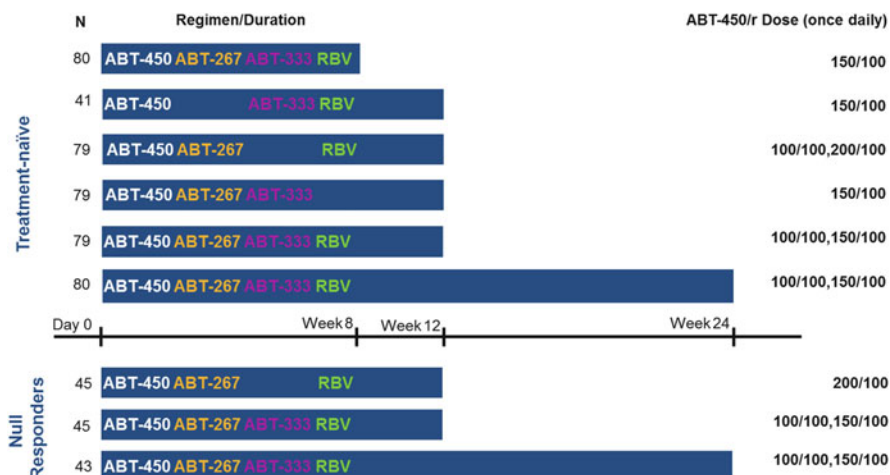 N Regimen/Duration ABT-450/r Dose (once daily)
Treatment-naïve
80 ABT-450 ABT-267 ABT-333 RBV 150/100
41 ABT-450 ABT-333 RBV 150/100
79 ABT-450 ABT-267 RBV 100/100,200/100
79 ABT-450 ABT-267 ABT-333 150/100
79 ABT-450 ABT-267 ABT-333 RBV 100/100,150/100
80 ABT-450 ABT-267 ABT-333 RBV 100/100,150/100
Day 0 Week 8 Week 12 Week 24
Null
Responders
45 ABT-450 ABT-267 RBV 200/100
45 ABT-450 ABT-267 ABT-333 RBV 100/100,150/100
43 ABT-450 ABT-267 ABT-333 RBV 100/100,150/100